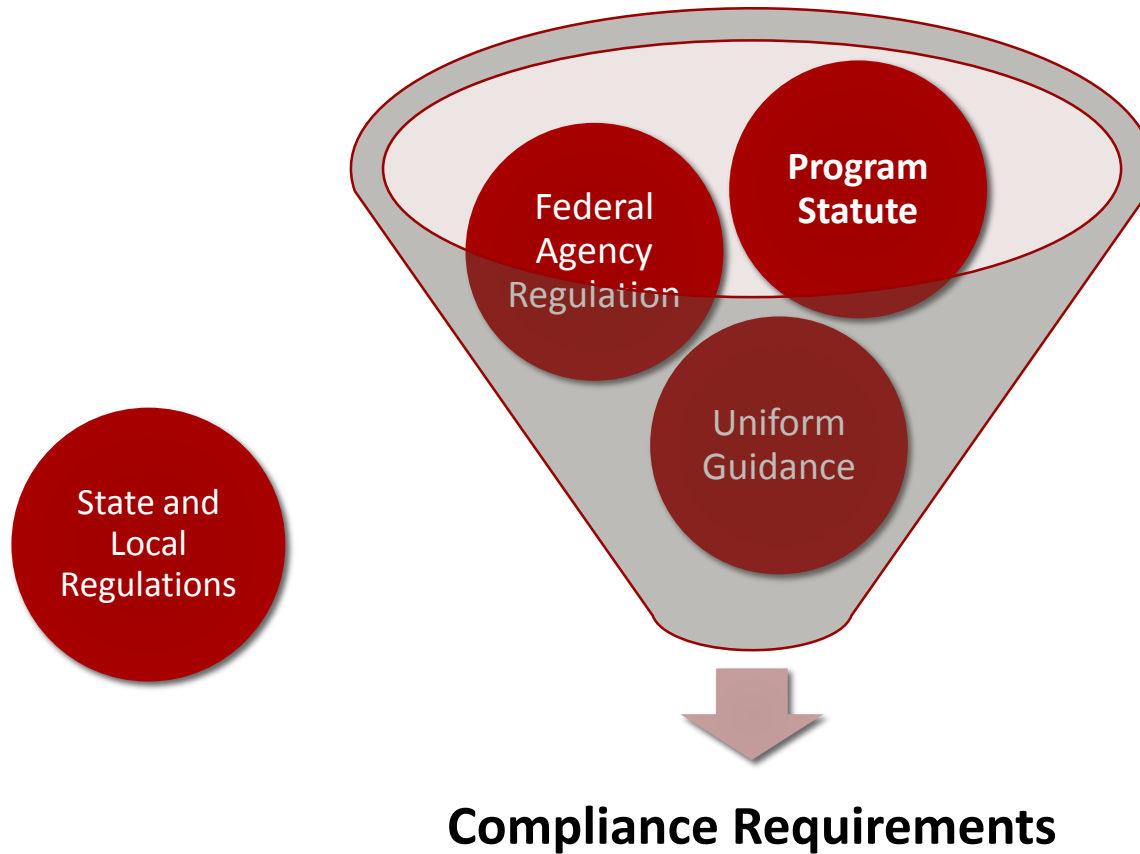 Program
Statute
Federal
Agency
Regulation
Uniform
Guidance
State and
Local
Regulations
Compliance Requirements